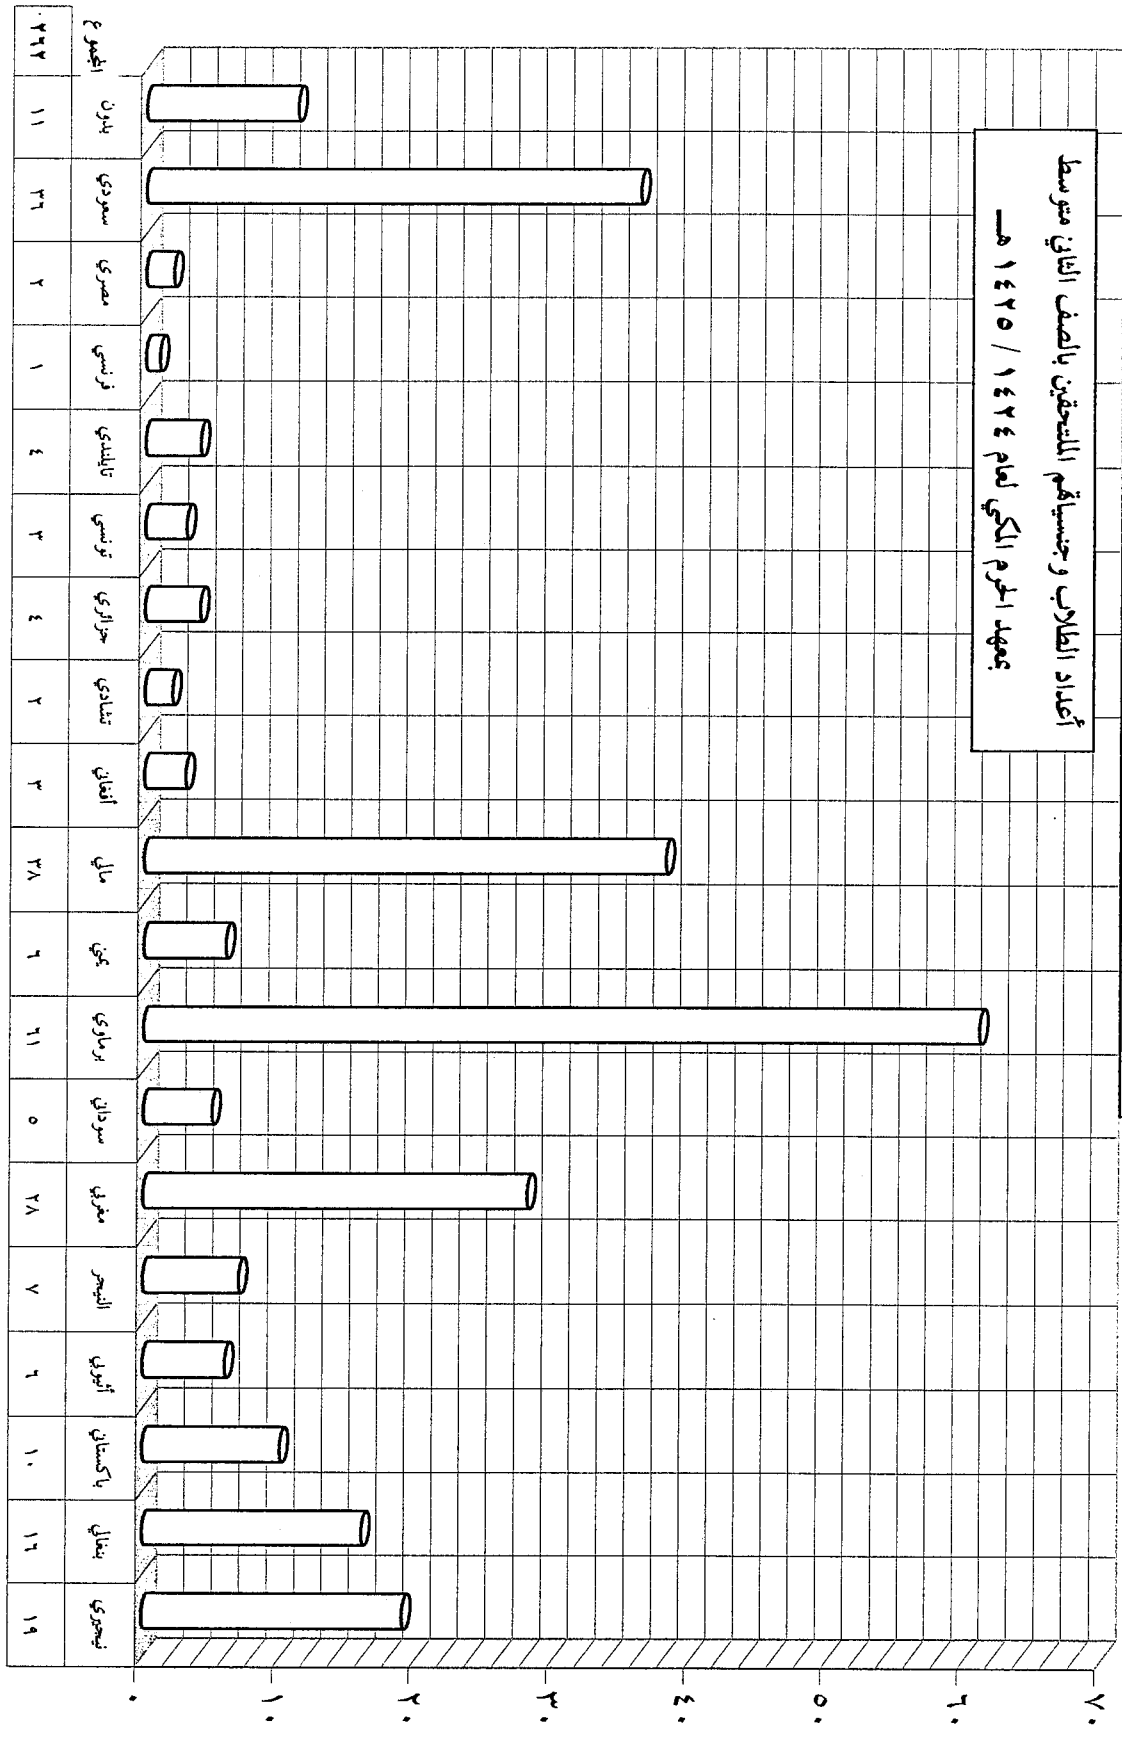 أعداد الطلاب وجنسياتهم الملتحقين بالصف الثاني متوسط
بمعهد الحرم المكي لعام ١٤٢٤ / ١٤٢٥ هـ
٧٠
٦٠
٥٠
٤٠
٣٠
٢٠
١٠
٠
نيجيري بنغالي باكستاني أثيوبي النيجر مغربي سوداني برماوي يمني مالي أفغاني تشادي جزائري تونسي تايلندي فرنسي مصري سعودي بدون المجموع
١٩ ١٦ ١٠ ٦ ٧ ٢٨ ٥ ٦١ ٦ ٣٨ ٣ ٢ ٤ ٣ ٤ ١ ٢ ٣٦ ١١ ٢٦٢